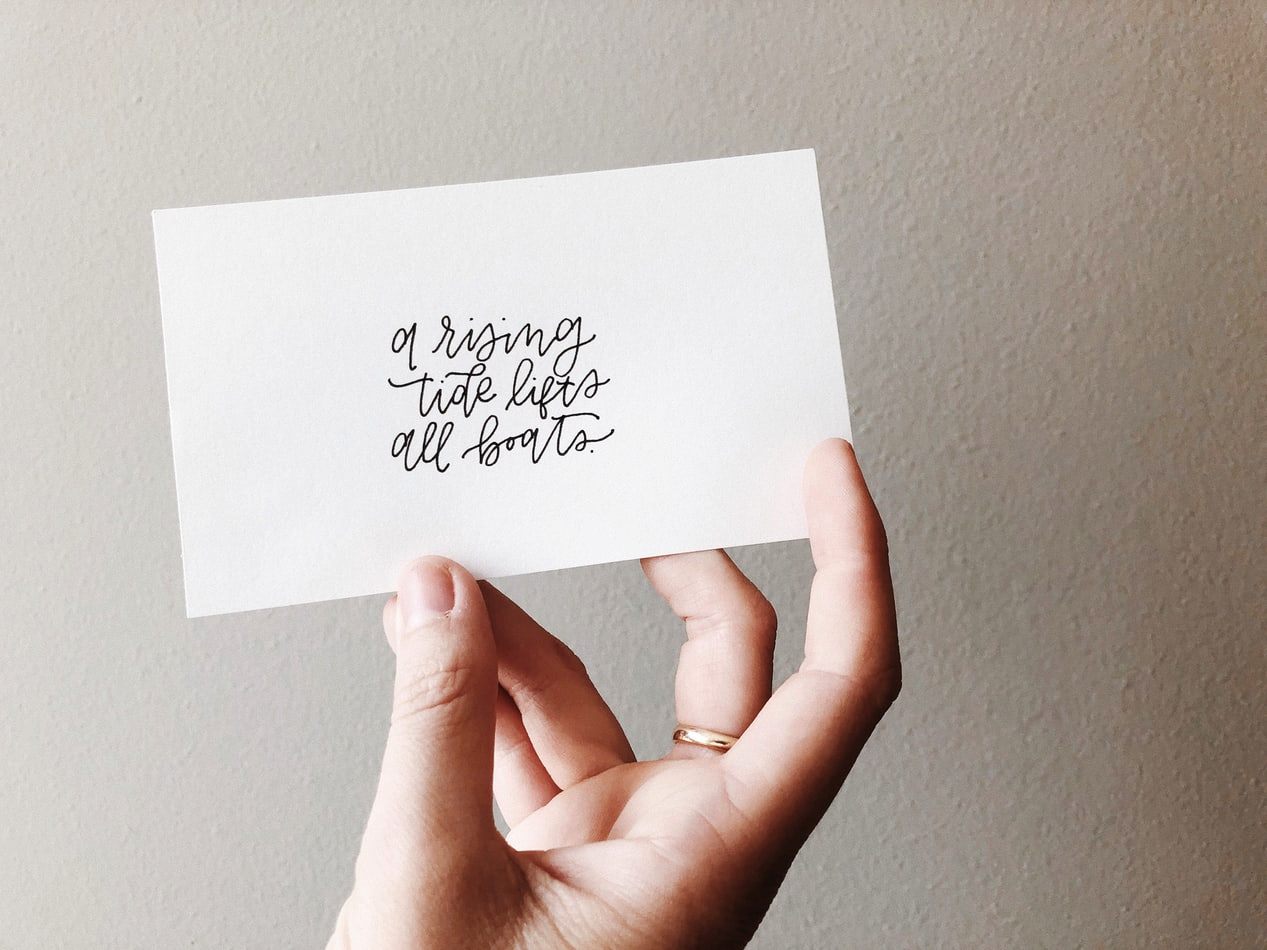 a rising
tide lifts
all boats.